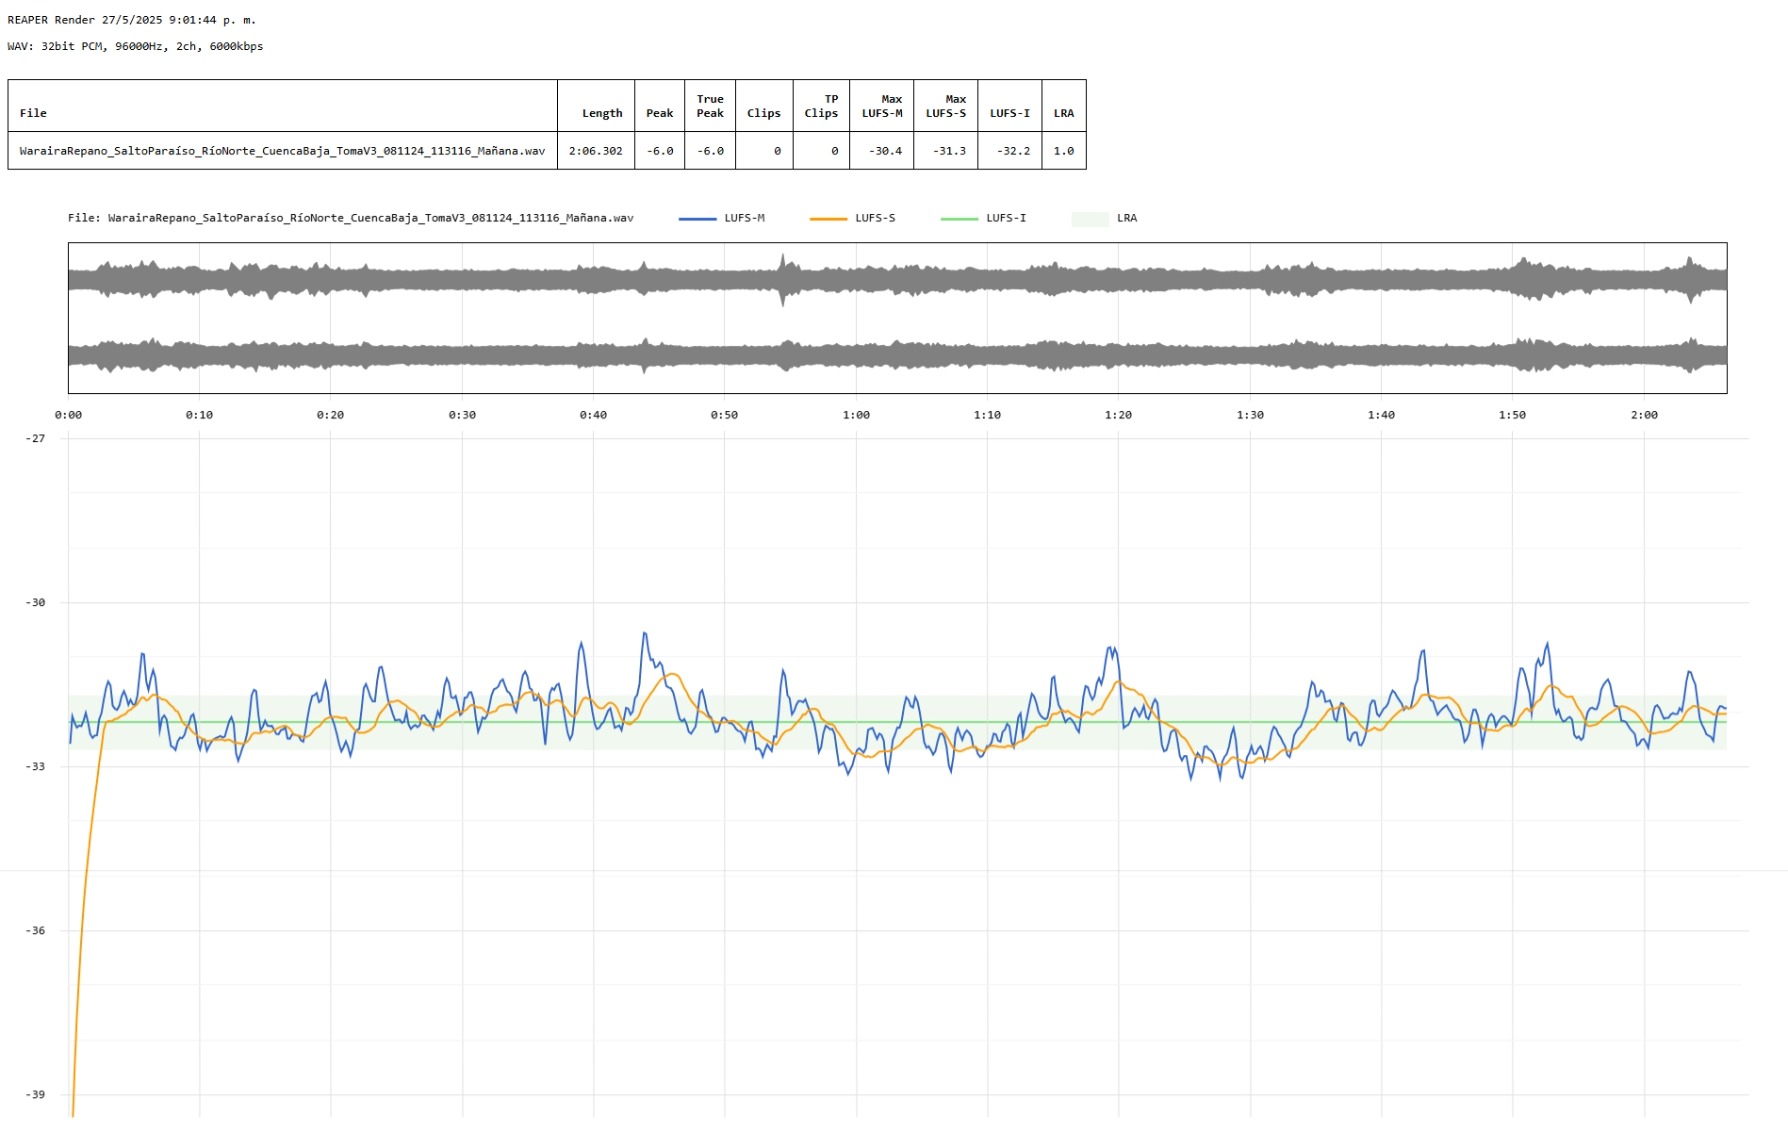 REAPER Render 27/5/2025 9:01:44 p. m.
WAV: 32bit PCM, 96000Hz, 2ch, 6000kbps
File Length Peak True Peak Clips TP Clips Max LUFS-M Max LUFS-S LUFS-I LRA
WarairaRepano_SaltoParaíso_RíoNorte_CuencaBaja_TomaV3_081124_113116_Mañana.wav 2:06.302 -6.0 -6.0 0 0 -30.4 -31.3 -32.2 1.0
File: WarairaRepano_SaltoParaíso_RíoNorte_CuencaBaja_TomaV3_081124_113116_Mañana.wav LUFS-M LUFS-S LUFS-I LRA
0:00 0:10 0:20 0:30 0:40 0:50 1:00 1:10 1:20 1:30 1:40 1:50 2:00
-27
-30
-33
-36
-39